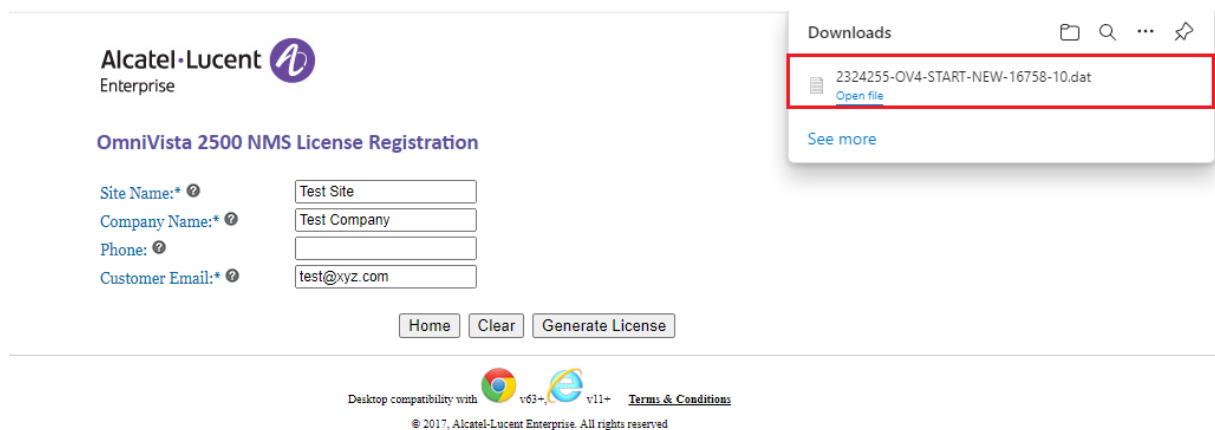 Alcatel·Lucent
Enterprise
OmniVista 2500 NMS License Registration
Site Name:* ?
Test Site
Company Name:* ?
Test Company
Phone: ?
Customer Email:* ?
test@xyz.com
Home Clear Generate License
Desktop compatibility with v63+, v11+ Terms & Conditions
© 2017, Alcatel-Lucent Enterprise. All rights reserved
Downloads
2324255-OV4-START-NEW-16758-10.dat
Open file
See more